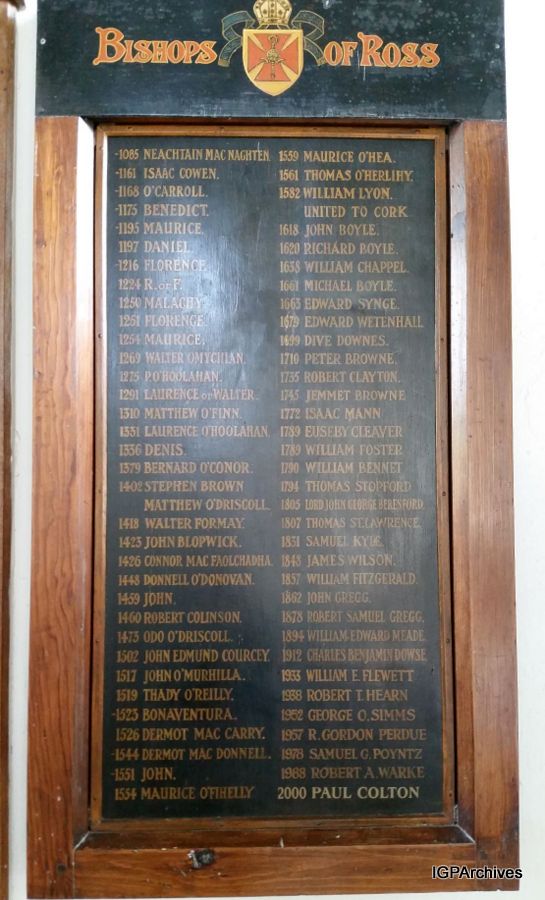 BISHOPS OF ROSS
-1085 NEACHTAIN MAC NAGHTEN.
-1161 ISAAC COWEN.
-1168 O'CARROLL.
-1175 BENEDICT.
-1195 MAURICE.
1197 DANIEL.
-1216 FLORENCE.
1224 R. OR F.
1250 MALACHY.
1251 FLORENCE.
1254 MAURICE.
1269 WALTER OMYCHIAN.
1275 P.O'HOOLAHAN.
1291 LAURENCE OR WALTER.
1310 MATTHEW O'FINN.
1331 LAURENCE O'HOOLAHAN.
1336 DENIS.
1379 BERNARD O'CONOR.
-1402 STEPHEN BROWN
MATTHEW O'DRISCOLL.
1418 WALTER FORMAY.
1423 JOHN BLOPWICK.
1426 CONNOR MAC FAOLCHADHA.
1448 DONNELL O'DONOVAN.
-1459 JOHN.
1460 ROBERT COLINSON.
1473 ODO O'DRISCOLL.
1502 JOHN EDMUND COURCEY.
1517 JOHN O'MURHILLA.
1519 THADY O'REILLY.
-1523 BONAVENTURA.
1526 DERMOT MAC CARRY.
-1544 DERMOT MAC DONNELL.
-1551 JOHN.
1554 MAURICE O'FIHELLY
1559 MAURICE O'HEA.
1561 THOMAS O'HERLIHY.
1582 WILLIAM LYON.
UNITED TO CORK
1618 JOHN BOYLE.
1620 RICHARD BOYLE.
1638 WILLIAM CHAPPEL.
1661 MICHAEL BOYLE.
1663 EDWARD SYNGE.
1679 EDWARD WETENHALL
1699 DIVE DOWNES.
1710 PETER BROWNE.
1735 ROBERT CLAYTON.
1745 JEMMET BROWNE
1772 ISAAC MANN
1789 EUSEBY CLEAVER
1789 WILLIAM FOSTER
1790 WILLIAM BENNET
1794 THOMAS STOPFORD
1805 LORD JOHN GEORGE BERESFORD.
1807 THOMAS ST.LAWRENCE.
1831 SAMUEL KYLE.
1848 JAMES WILSON.
1857 WILLIAM FITZGERALD.
1862 JOHN GREGG.
1878 ROBERT SAMUEL GREGG.
1894 WILLIAM EDWARD MEADE.
1912 CHARLES BENJAMIN DOWSE
1933 WILLIAM E. FLEWETT
1938 ROBERT T. HEARN
1952 GEORGE O. SIMMS
1957 R. GORDON PERDUE
1978 SAMUEL G. POYNTZ
1988 ROBERT A. WARKE
2000 PAUL COLTON
IGPArchives